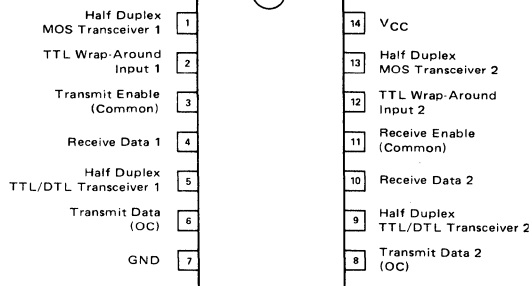 Half Duplex
MOS Transceiver 1
1
TTL Wrap-Around
Input 1
2
Transmit Enable
(Common)
3
Receive Data 1
4
Half Duplex
TTL/DTL Transceiver 1
5
Transmit Data
(OC)
6
GND
7
14
VCC
13
Half Duplex
MOS Transceiver 2
12
TTL Wrap-Around
Input 2
11
Receive Enable
(Common)
10
Receive Data 2
9
Half Duplex
TTL/DTL Transceiver 2
8
Transmit Data 2
(OC)